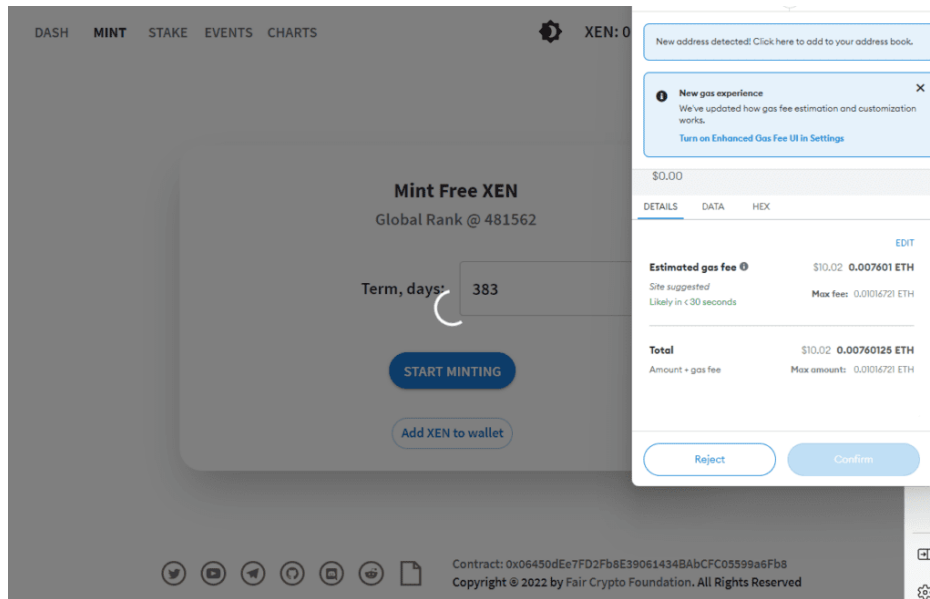 DASH MINT STAKE EVENTS CHARTS XEN: 0
Mint Free XEN
Global Rank @ 481562
Term, days: 383
START MINTING
Add XEN to wallet
Contract: 0x06450dEe7FD2Fb8E39061434BAbCFC05599a6Fb8
Copyright © 2022 by Fair Crypto Foundation. All Rights Reserved
New address detected! Click here to add to your address book.
New gas experience
We've updated how gas fee estimation and customization
works.
Turn on Enhanced Gas Fee UI in Settings
$0.00
DETAILS DATA HEX
EDIT
Estimated gas fee $10.02 0.007601 ETH
Site suggested Max fee: 0.01016721 ETH
Likely in < 30 seconds
Total $10.02 0.00760125 ETH
Amount + gas fee Max amount: 0.01016721 ETH
Reject Confirm